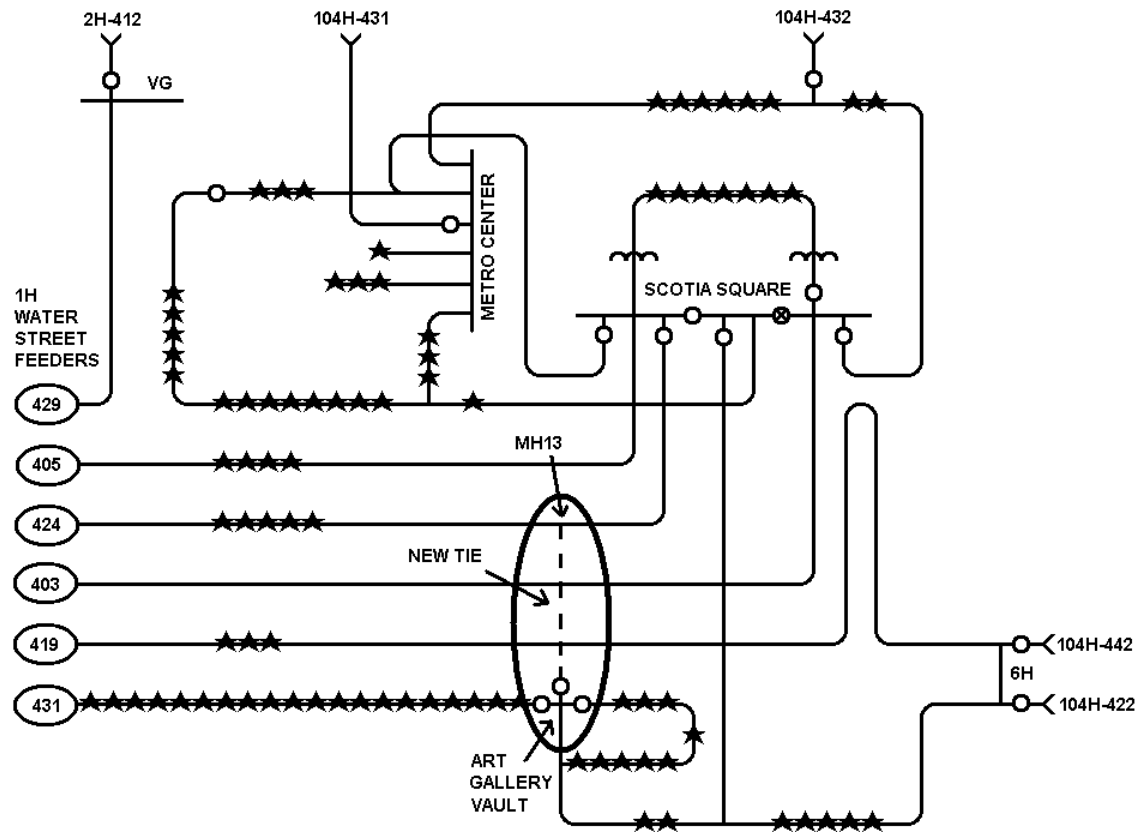 2H-412
104H-431
104H-432
VG
METRO CENTER
SCOTIA SQUARE
1H
WATER
STREET
FEEDERS
429
405
MH13
424
NEW TIE
403
419
104H-442
6H
431
104H-422
ART
GALLERY
VAULT